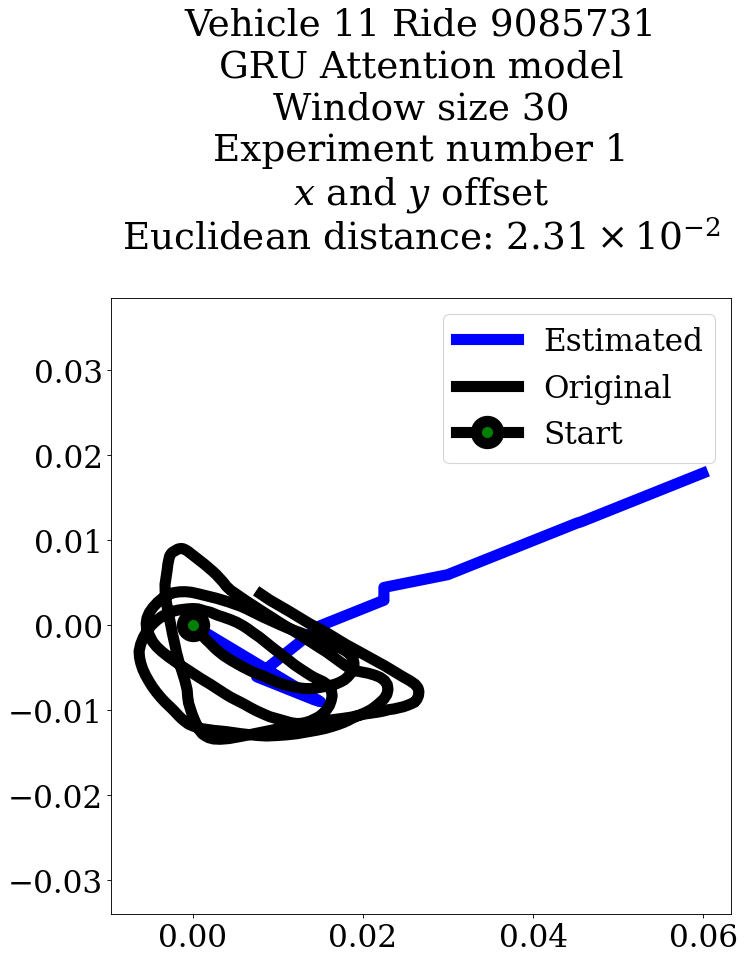 Vehicle 11 Ride 9085731
GRU Attention model
Window size 30
Experiment number 1
x and y offset
Euclidean distance: 2.31 × 10⁻²
Estimated
Original
Start
0.03
0.02
0.01
0.00
−0.01
−0.02
−0.03
0.00 0.02 0.04 0.06